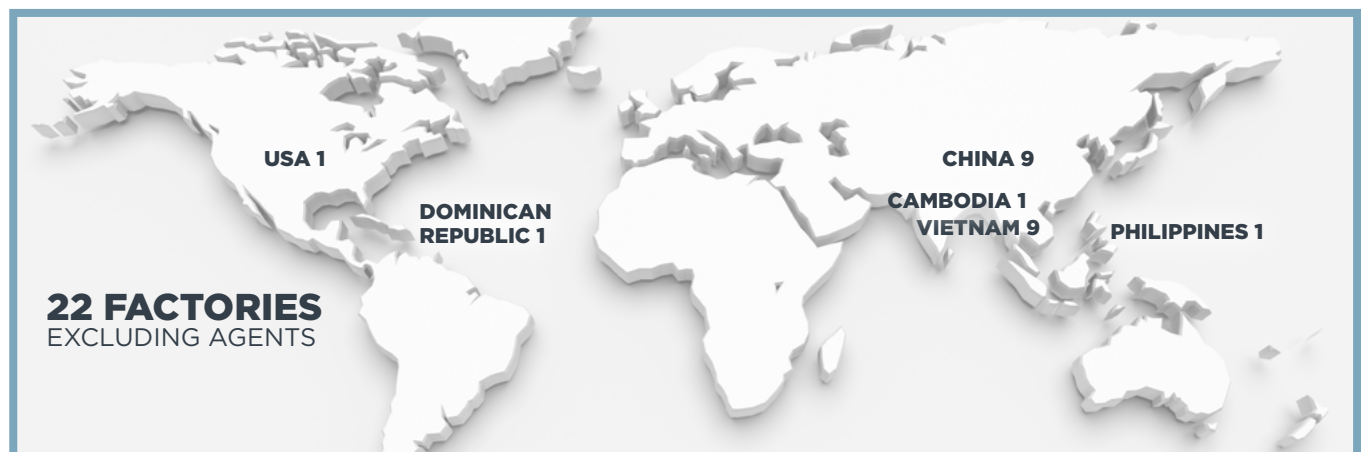 USA 1
CHINA 9
CAMBODIA 1
DOMINICAN
REPUBLIC 1
VIETNAM 9
PHILIPPINES 1
22 FACTORIES
EXCLUDING AGENTS